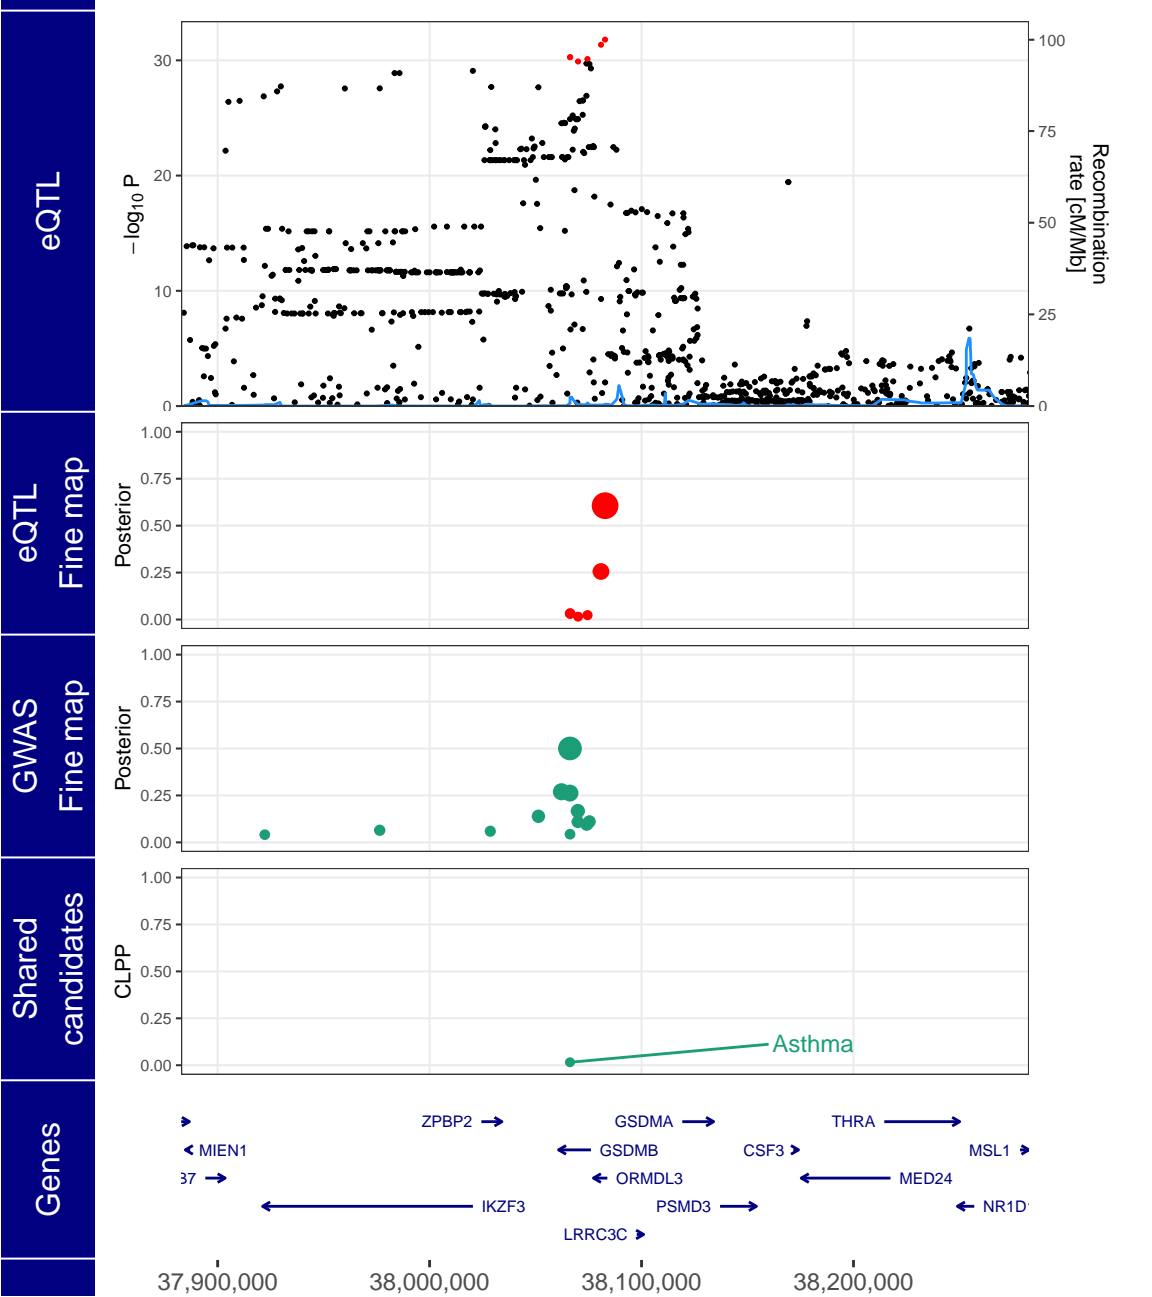 eQTL
−log10 P
30
20
10
0
100
75
50
25
0
Recombination
rate [cM/Mb]
eQTL
Fine map
Posterior
1.00
0.75
0.50
0.25
0.00
GWAS
Fine map
Posterior
1.00
0.75
0.50
0.25
0.00
Shared
candidates
CLPP
1.00
0.75
0.50
0.25
0.00
Asthma
Genes
ZPBP2 GSDMA THRA
MIEN1 GSDMB CSF3 MSL1
B7 ORMDL3 MED24
IKZF3 PSMD3 NR1D
LRRC3C
37,900,000 38,000,000 38,100,000 38,200,000